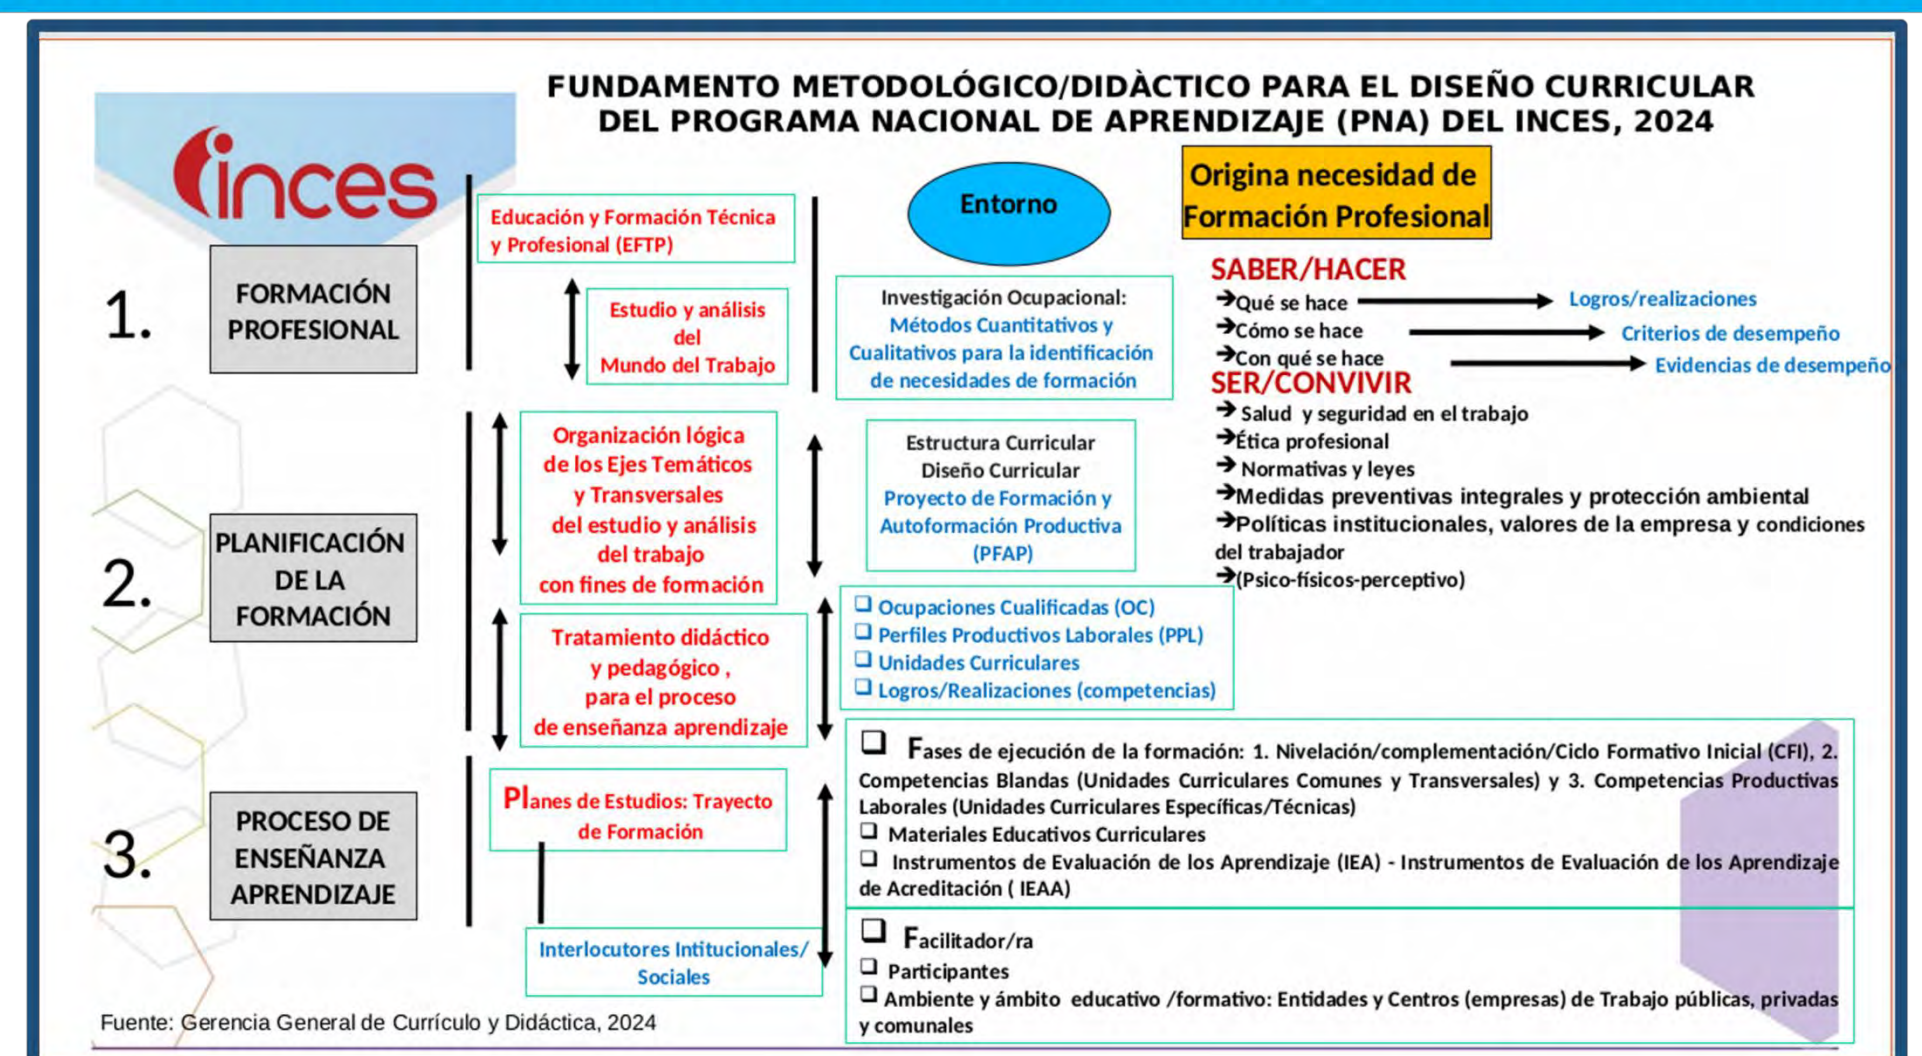 FUNDAMENTO METODOLÓGICO/DIDÀCTICO PARA EL DISEÑO CURRICULAR
DEL PROGRAMA NACIONAL DE APRENDIZAJE (PNA) DEL INCES, 2024
inces
1.
FORMACIÓN
PROFESIONAL
Educación y Formación Técnica
y Profesional (EFTP)
Estudio y análisis
del
Mundo del Trabajo
Entorno
Investigación Ocupacional:
Métodos Cuantitativos y
Cualitativos para la identificación
de necesidades de formación
Origina necesidad de
Formación Profesional
SABER/HACER
➔Qué se hace
Logros/realizaciones
➔Cómo se hace
Criterios de desempeño
➔Con qué se hace
Evidencias de desempeño
SER/CONVIVIR
➔ Salud y seguridad en el trabajo
➔Ética profesional
➔ Normativas y leyes
➔Medidas preventivas integrales y protección ambiental
➔Políticas institucionales, valores de la empresa y condiciones
del trabajador
➔(Psico-físicos-perceptivo)
2.
PLANIFICACIÓN
DE LA
FORMACIÓN
Organización lógica
de los Ejes Temáticos
y Transversales
del estudio y análisis
del trabajo
con fines de formación
Tratamiento didáctico
y pedagógico ,
para el proceso
de enseñanza aprendizaje
Estructura Curricular
Diseño Curricular
Proyecto de Formación y
Autoformación Productiva
(PFAP)
❑ Ocupaciones Cualificadas (OC)
❑ Perfiles Productivos Laborales (PPL)
❑ Unidades Curriculares
❑ Logros/Realizaciones (competencias)
3.
PROCESO DE
ENSEÑANZA
APRENDIZAJE
Planes de Estudios: Trayecto
de Formación
Interlocutores Intitucionales/
Sociales
❑ Fases de ejecución de la formación: 1. Nivelación/complementación/Ciclo Formativo Inicial (CFI), 2.
Competencias Blandas (Unidades Curriculares Comunes y Transversales) y 3. Competencias Productivas
Laborales (Unidades Curriculares Específicas/Técnicas)
❑ Materiales Educativos Curriculares
❑ Instrumentos de Evaluación de los Aprendizaje (IEA) - Instrumentos de Evaluación de los Aprendizaje
de Acreditación ( IEAA)
❑ Facilitador/ra
❑ Participantes
❑ Ambiente y ámbito educativo /formativo: Entidades y Centros (empresas) de Trabajo públicas, privadas
y comunales
Fuente: Gerencia General de Currículo y Didáctica, 2024